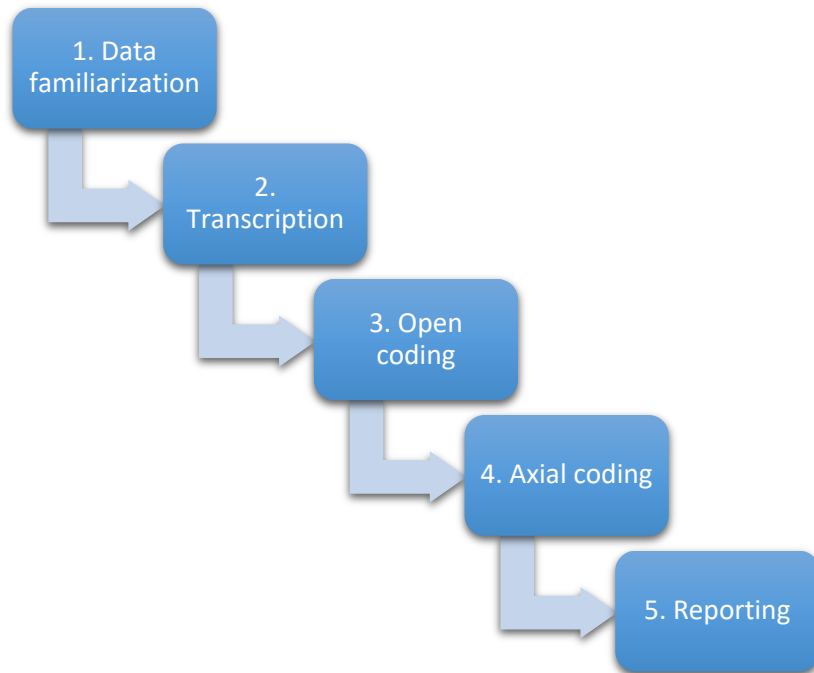 1. Data
familiarization
2.
Transcription
3. Open
coding
4. Axial coding
5. Reporting